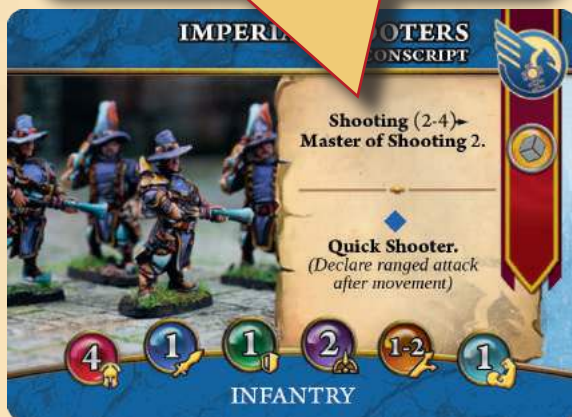 IMPERIA OTERS
CONSCRIPT
Shooting (2-4)➛
Master of Shooting 2.
Quick Shooter.
(Declare ranged attack
after movement)
4 1 1 2 1-2 1
INFANTRY